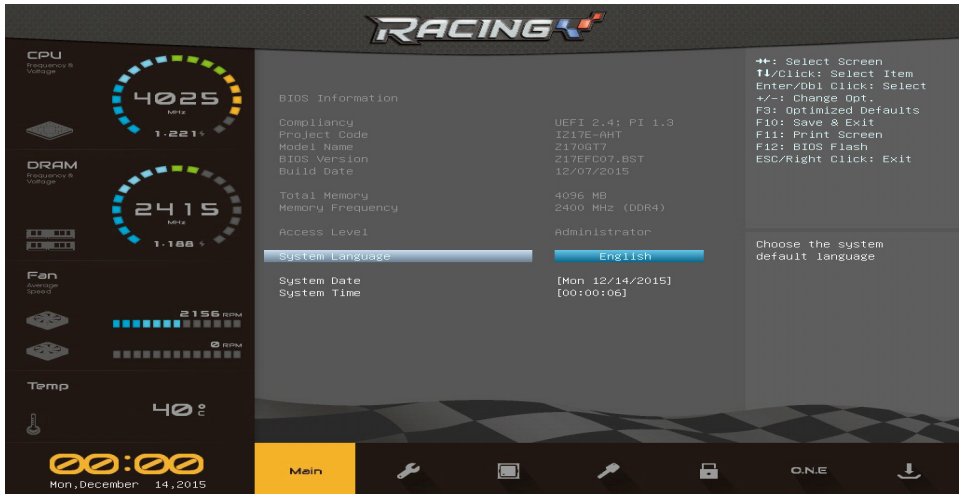 RACING
CPU
Frequency &
Voltage
4025
MHz
1.221 V
DRAM
Frequency &
Voltage
2415
MHz
1.188 V
Fan
Average
Speed
2156 RPM
0 RPM
Temp
40°C
00:00
Mon,December 14,2015
BIOS Information
Compliancy UEFI 2.4; PI 1.3
Project Code IZ17E-AHT
Model Name Z170GT7
BIOS Version Z17EFC07.BST
Build Date 12/07/2015
Total Memory 4096 MB
Memory Frequency 2400 MHz (DDR4)
Access Level Administrator
System Language English
System Date [Mon 12/14/2015]
System Time [00:00:06]
→←: Select Screen
↑↓/Click: Select Item
Enter/Dbl Click: Select
+/-: Change Opt.
F3: Optimized Defaults
F10: Save & Exit
F11: Print Screen
F12: BIOS Flash
ESC/Right Click: Exit
Choose the system
default language
Main
O.N.E